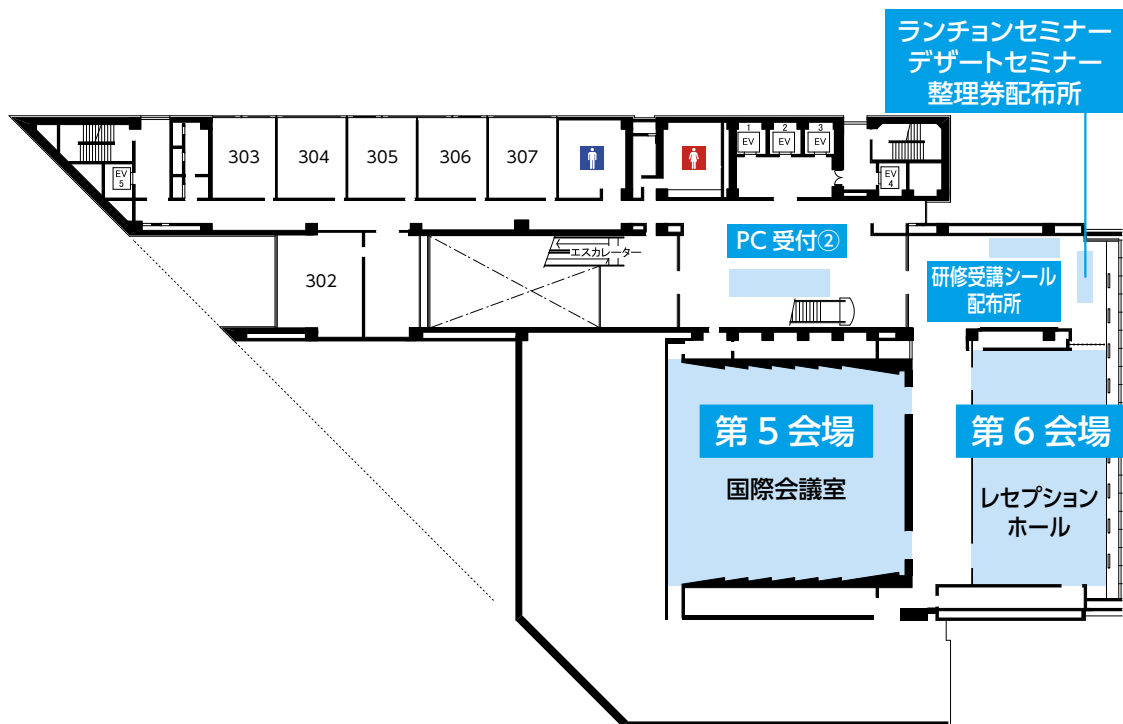 ランチョンセミナー
デザートセミナー
整理券配布所
303
304
305
306
307
1
EV
2
EV
3
EV
EV
5
EV
4
エスカレーター
302
PC 受付②
研修受講シール
配布所
第 5 会場
国際会議室
第 6 会場
レセプション
ホール